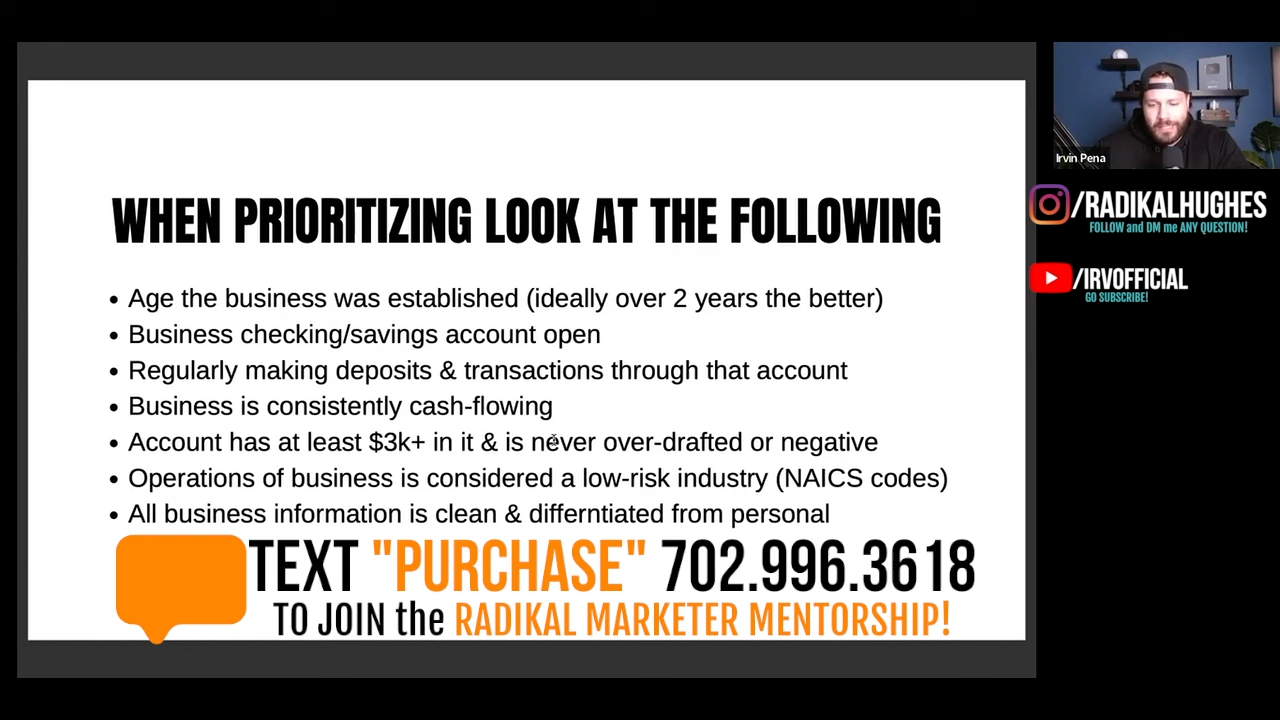 WHEN PRIORITIZING LOOK AT THE FOLLOWING
• Age the business was established (ideally over 2 years the better)
• Business checking/savings account open
• Regularly making deposits & transactions through that account
• Business is consistently cash-flowing
• Account has at least $3k+ in it & is never over-drafted or negative
• Operations of business is considered a low-risk industry (NAICS codes)
• All business information is clean & differntiated from personal
TEXT "PURCHASE" 702.996.3618
TO JOIN the RADIKAL MARKETER MENTORSHIP!
Irvin Pena
/RADIKALHUGHES
FOLLOW and DM me ANY QUESTION!
/IRVOFFICIAL
GO SUBSCRIBE!